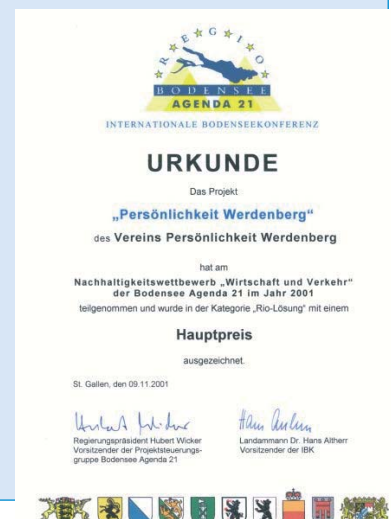 REGIO
BODENSEE
AGENDA 21
INTERNATIONALE BODENSEEKONFERENZ
URKUNDE
Das Projekt
„Persönlichkeit Werdenberg“
des Vereins Persönlichkeit Werdenberg
hat am
Nachhaltigkeitswettbewerb „Wirtschaft und Verkehr“
der Bodensee Agenda 21 im Jahr 2001
teilgenommen und wurde in der Kategorie „Rio-Lösung“ mit einem
Hauptpreis
ausgezeichnet.
St. Gallen, den 09.11.2001
Regierungspräsident Hubert Wicker
Vorsitzender der Projektsteuerungs-
gruppe Bodensee Agenda 21
Landammann Dr. Hans Altherr
Vorsitzender der IBK